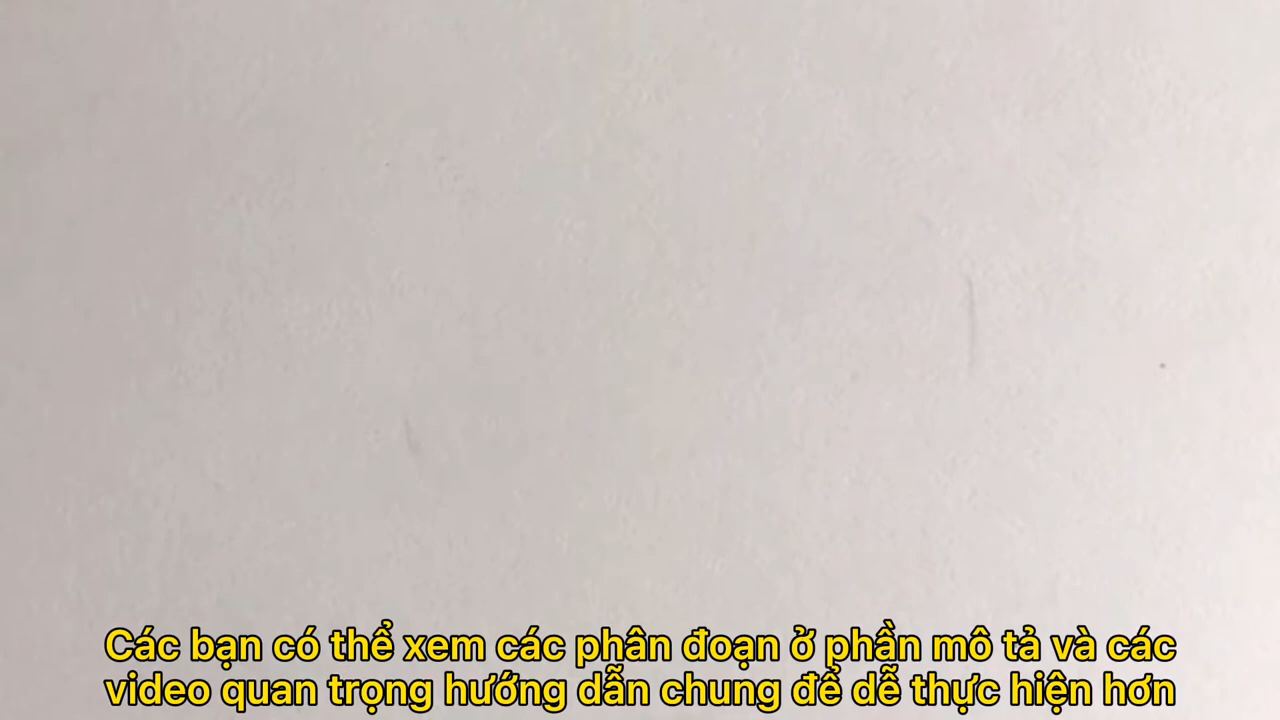 Các bạn có thể xem các phân đoạn ở phần mô tả và các
video quan trọng hướng dẫn chung để dễ thực hiện hơn